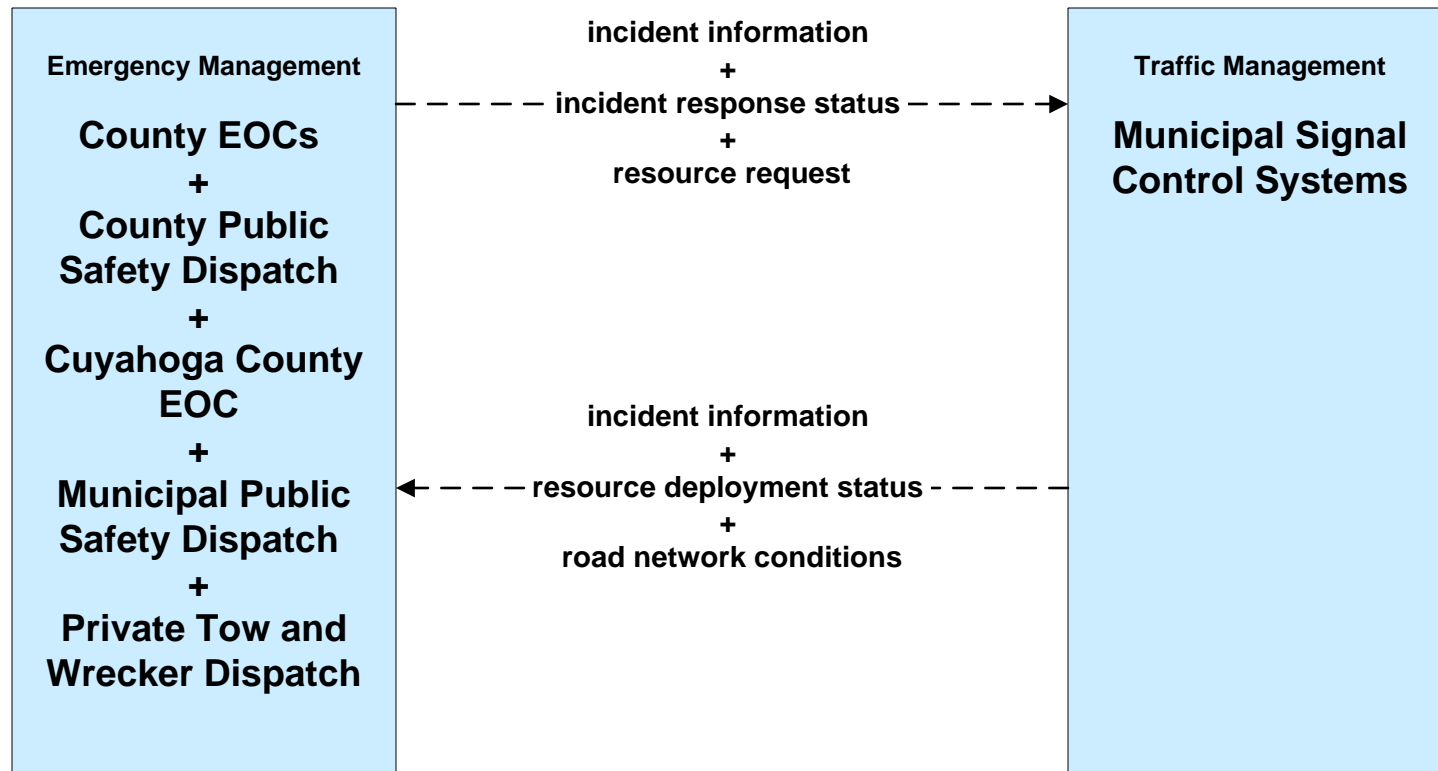 Emergency Management
County EOCs
+
County Public
Safety Dispatch
+
Cuyahoga County
EOC
+
Municipal Public
Safety Dispatch
+
Private Tow and
Wrecker Dispatch
incident information
+
incident response status
+
resource request
incident information
+
resource deployment status
+
road network conditions
Traffic Management
Municipal Signal
Control Systems